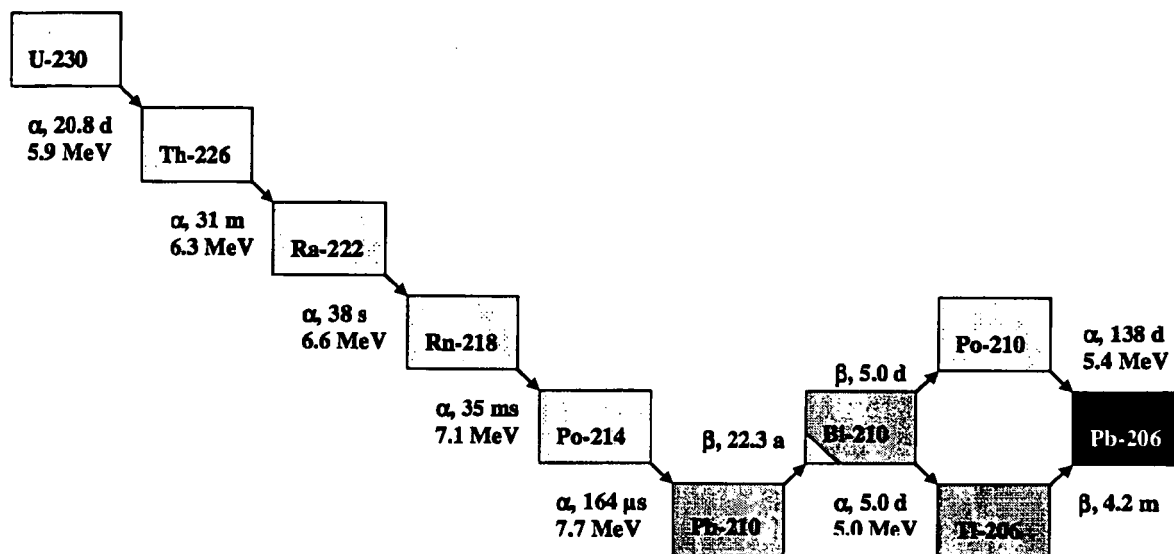 U-230
α, 20.8 d
5.9 MeV
Th-226
α, 31 m
6.3 MeV
Ra-222
α, 38 s
6.6 MeV
Rn-218
α, 35 ms
7.1 MeV
Po-214
α, 164 μs
7.7 MeV
Pb-210
β, 22.3 a
Bi-210
β, 5.0 d
Po-210
α, 138 d
5.4 MeV
α, 5.0 d
5.0 MeV
Tl-206
β, 4.2 m
Pb-206